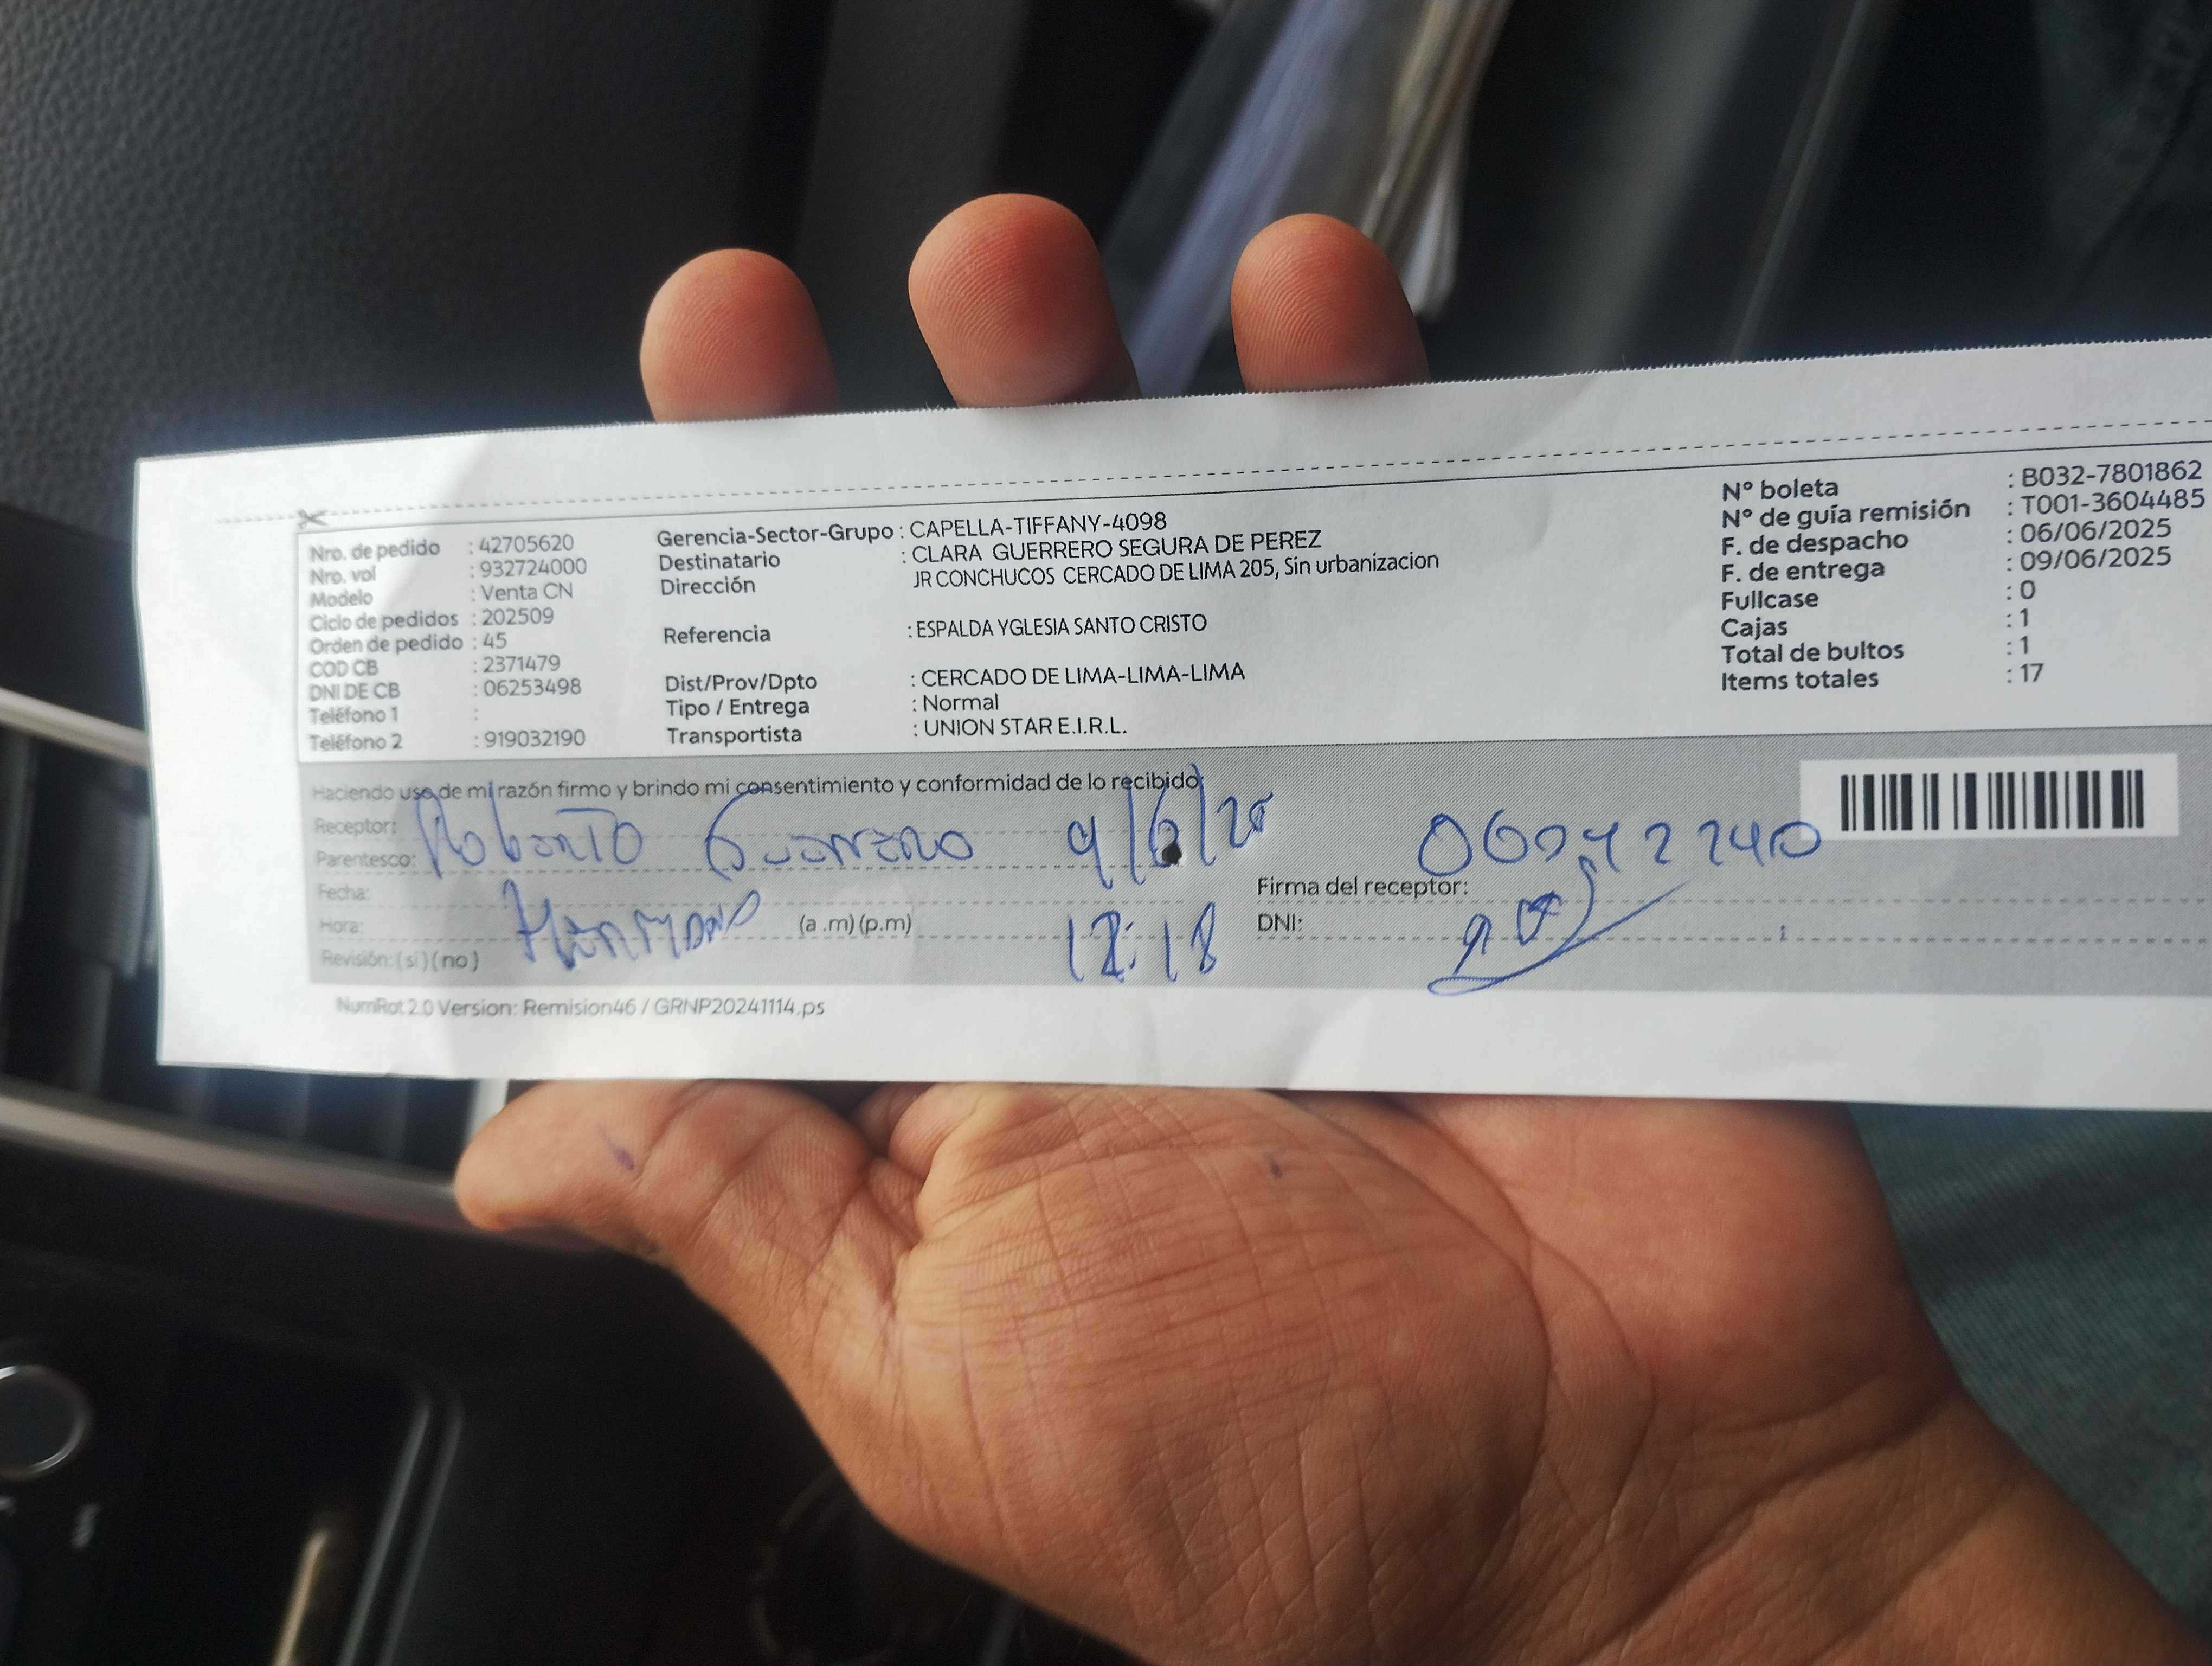 Nro. de pedido : 42705620
Nro. vol : 932724000
Modelo : Venta CN
Ciclo de pedidos : 202509
Orden de pedido : 45
COD CB : 2371479
DNI DE CB : 06253498
Teléfono 1 :
Teléfono 2 : 919032190
Gerencia-Sector-Grupo : CAPELLA-TIFFANY-4098
Destinatario : CLARA GUERRERO SEGURA DE PEREZ
Dirección JR CONCHUCOS CERCADO DE LIMA 205, Sin urbanizacion
Referencia : ESPALDA YGLESIA SANTO CRISTO
Dist/Prov/Dpto : CERCADO DE LIMA-LIMA-LIMA
Tipo / Entrega : Normal
Transportista : UNION STAR E.I.R.L.
Nº boleta : B032-7801862
Nº de guía remisión : T001-3604485
F. de despacho : 06/06/2025
F. de entrega : 09/06/2025
Fullcase : 0
Cajas : 1
Total de bultos : 1
Items totales : 17
Haciendo uso de mi razón firmo y brindo mi consentimiento y conformidad de lo recibido:
Receptor:
Roberto Guerrero 9/6/25
Parentesco:
Fecha:
Firma del receptor:
Hermano
Hora: (a .m) (p.m)
12:18
DNI:
Revisión: (si) ( no )
NumRot 2.0 Version: Remision46 / GRNP20241114.ps